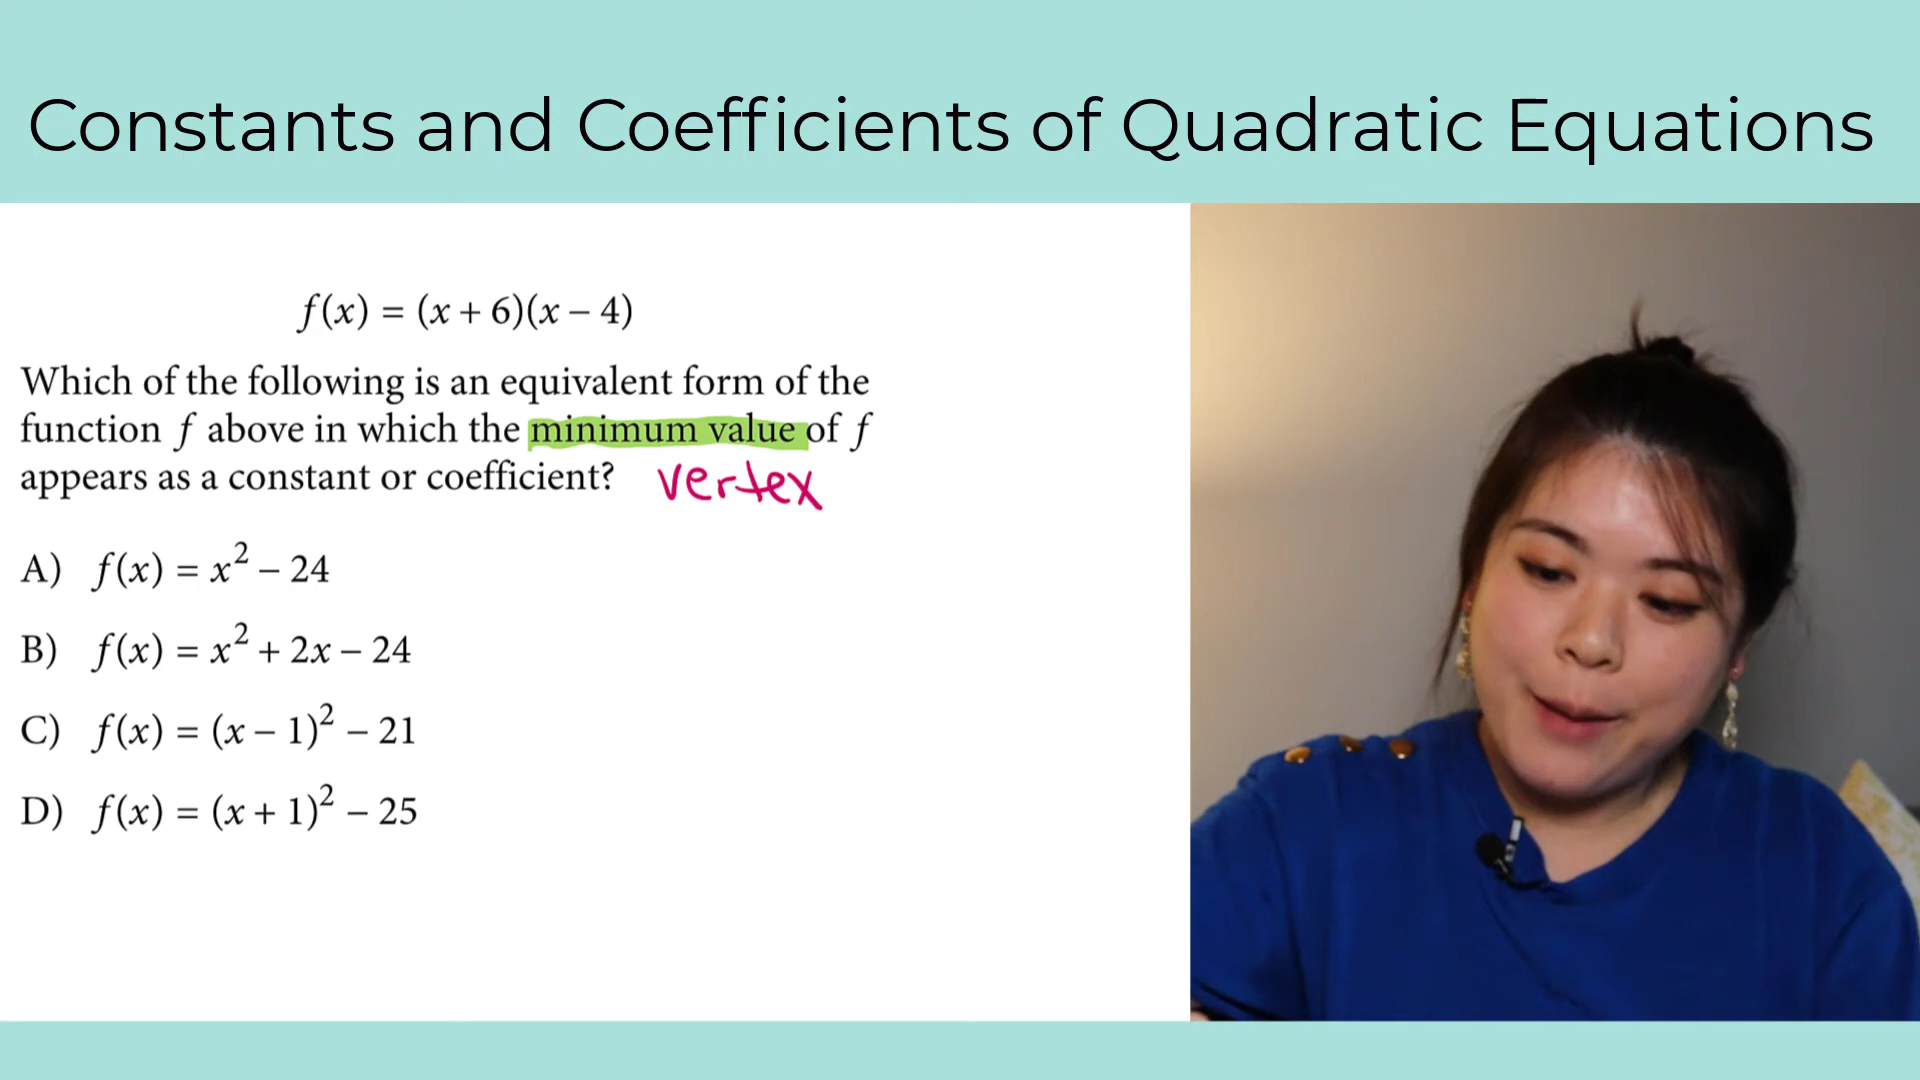 Constants and Coefficients of Quadratic Equations
f(x) = (x + 6)(x – 4)
Which of the following is an equivalent form of the
function f above in which the minimum value of f
appears as a constant or coefficient? vertex
A) f(x) = x² – 24
B) f(x) = x² + 2x – 24
C) f(x) = (x – 1)² – 21
D) f(x) = (x + 1)² – 25